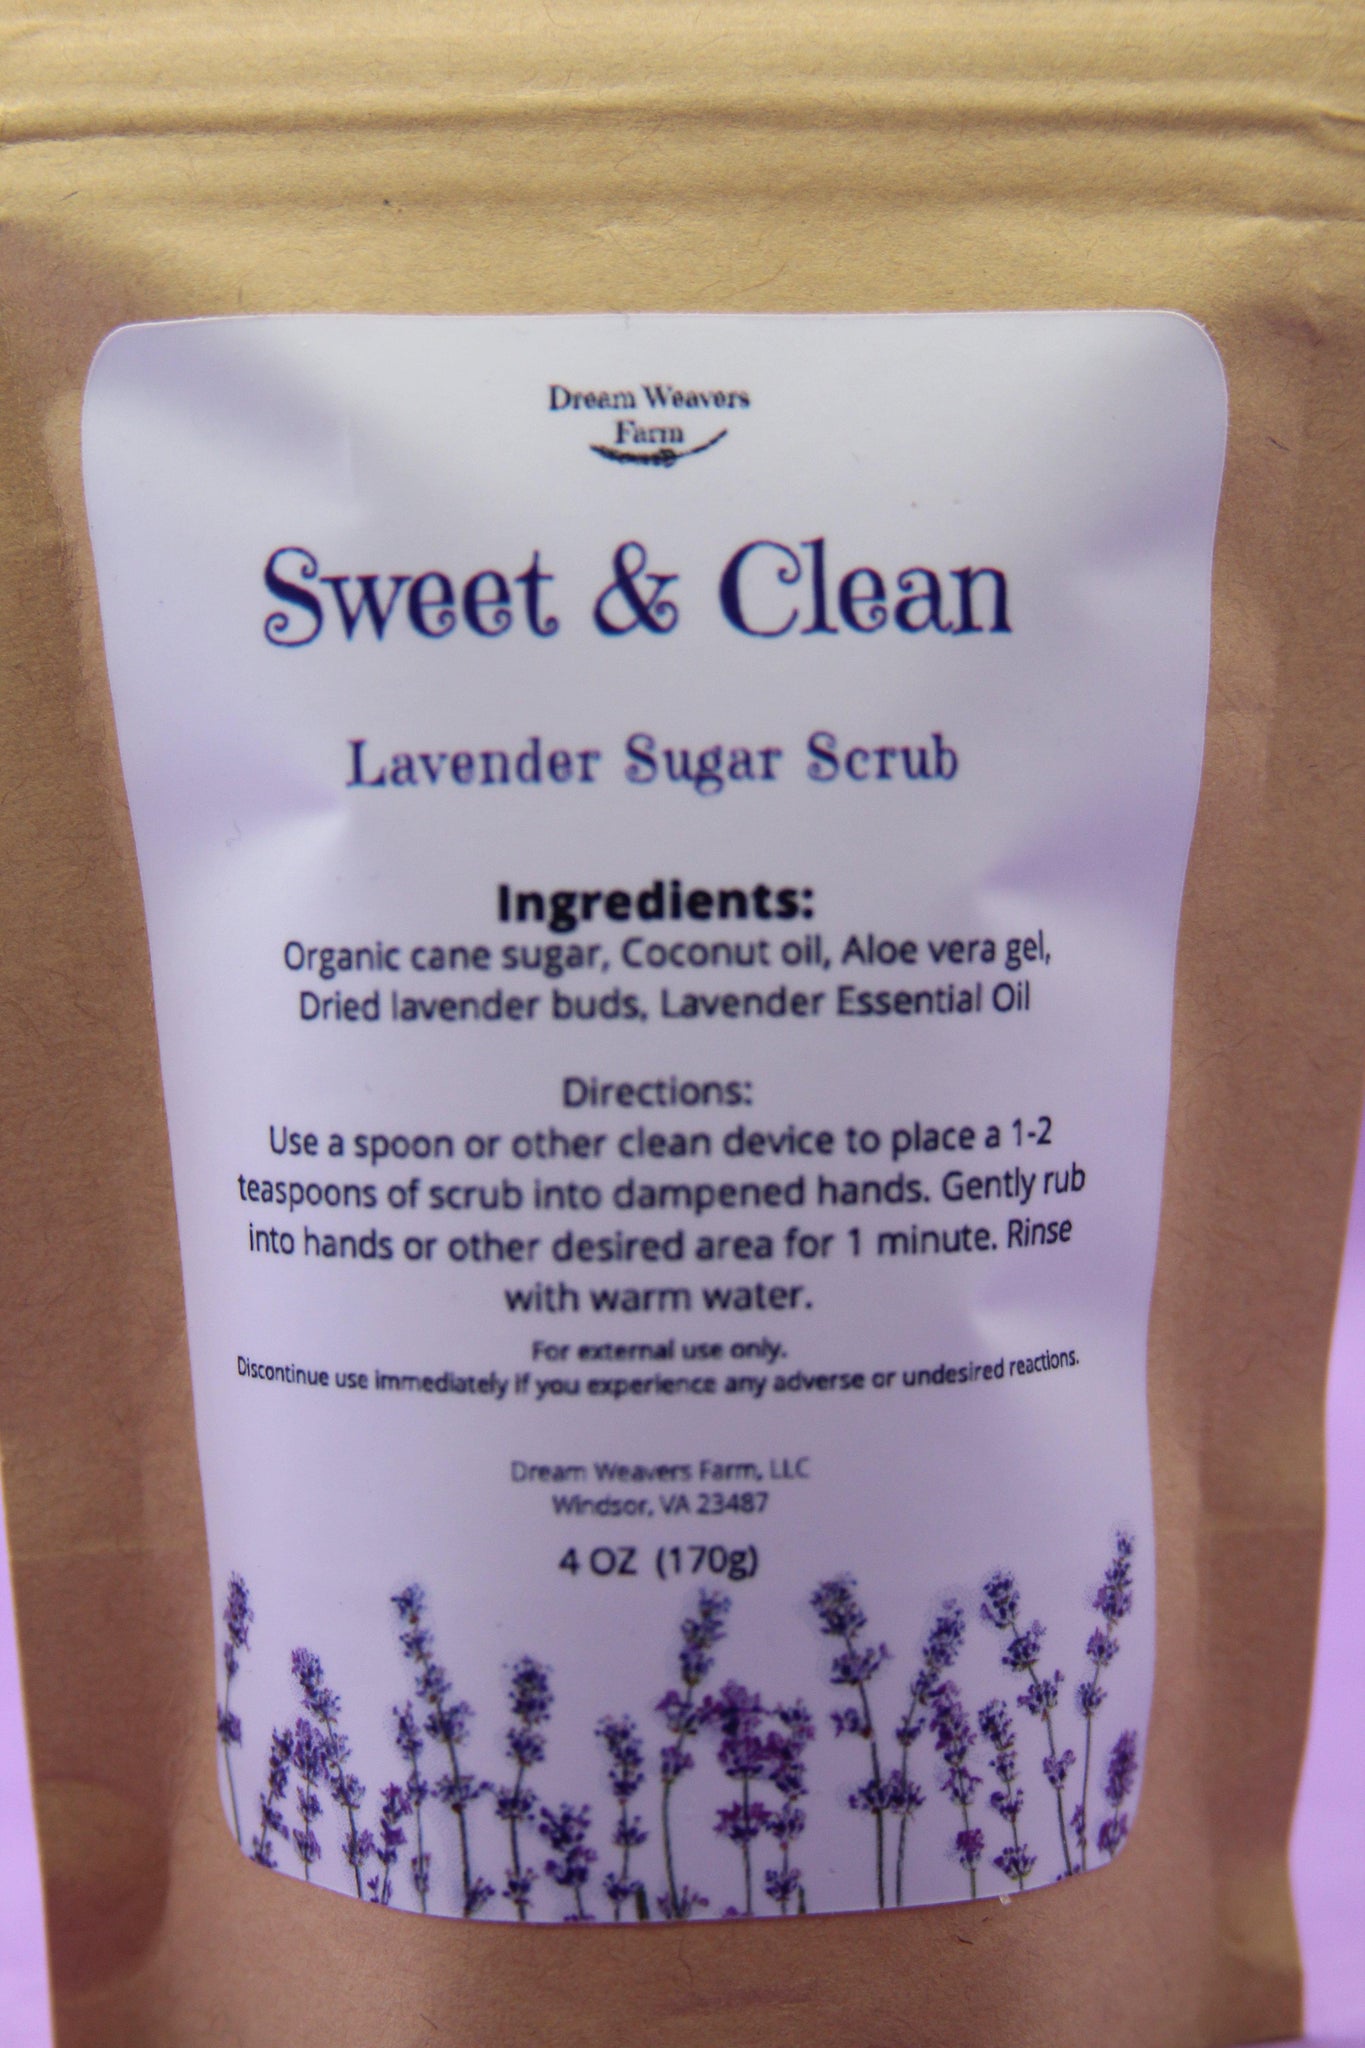 Dream Weavers
Farm
Sweet & Clean
Lavender Sugar Scrub
Ingredients:
Organic cane sugar, Coconut oil, Aloe vera gel,
Dried lavender buds, Lavender Essential Oil
Directions:
Use a spoon or other clean device to place a 1-2
teaspoons of scrub into dampened hands. Gently rub
into hands or other desired area for 1 minute. Rinse
with warm water.
For external use only.
Discontinue use immediately if you experience any adverse or undesired reactions.
Dream Weavers Farm, LLC
Windsor, VA 23487
4 OZ (170g)